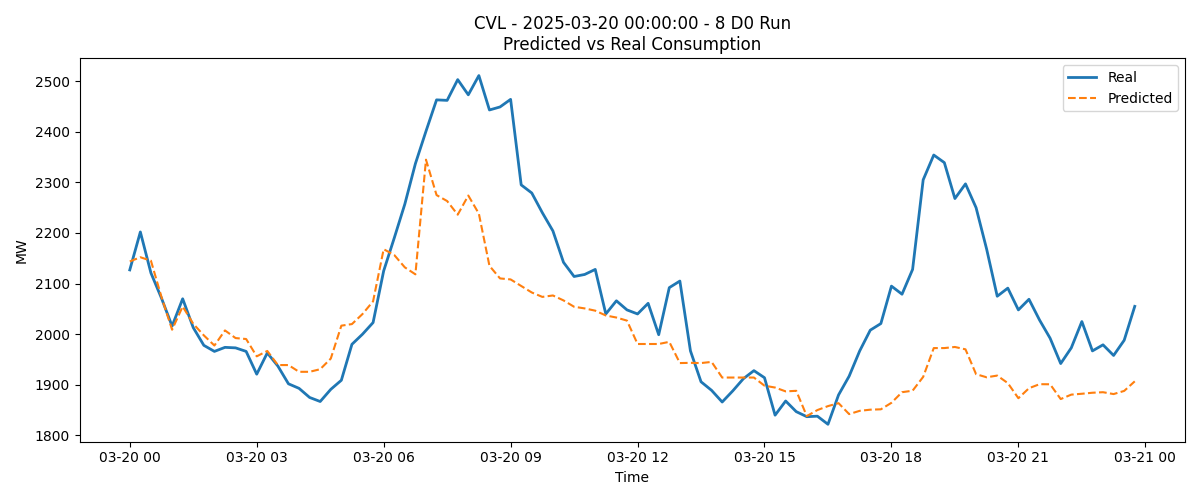 CVL - 2025-03-20 00:00:00 - 8 D0 Run
Predicted vs Real Consumption
Real
Predicted
MW
2500
2400
2300
2200
2100
2000
1900
1800
03-20 00
03-20 03
03-20 06
03-20 09
03-20 12
03-20 15
03-20 18
03-20 21
03-21 00
Time